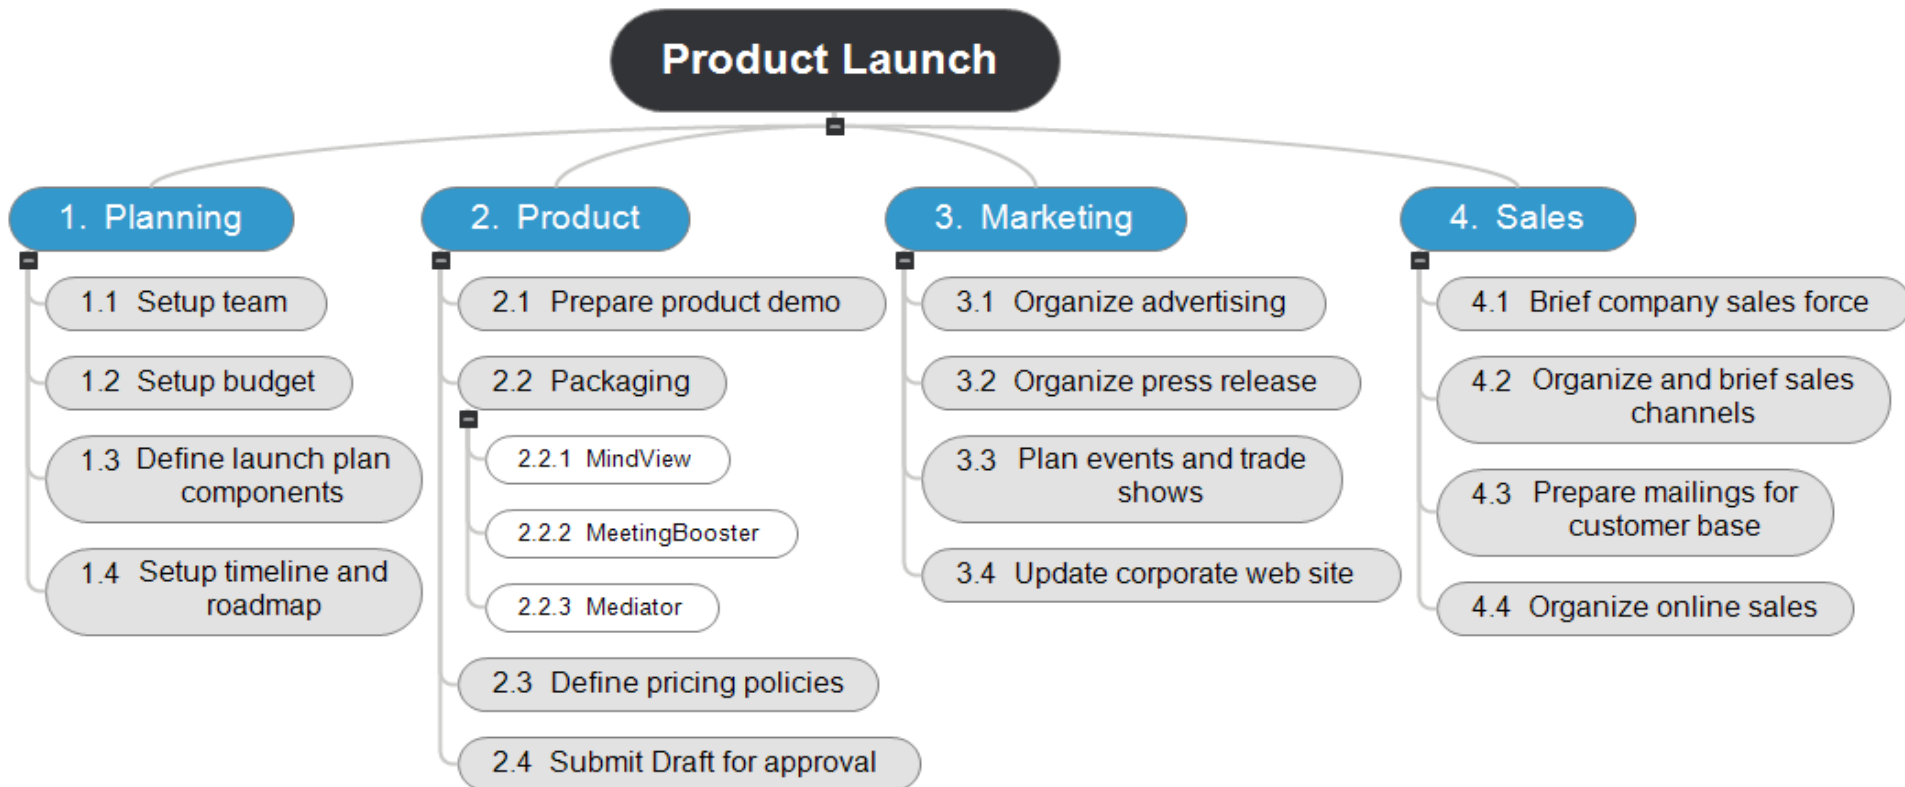 Product Launch
1. Planning
1.1 Setup team
1.2 Setup budget
1.3 Define launch plan
components
1.4 Setup timeline and
roadmap
2. Product
2.1 Prepare product demo
2.2 Packaging
2.2.1 MindView
2.2.2 MeetingBooster
2.2.3 Mediator
2.3 Define pricing policies
2.4 Submit Draft for approval
3. Marketing
3.1 Organize advertising
3.2 Organize press release
3.3 Plan events and trade
shows
3.4 Update corporate web site
4. Sales
4.1 Brief company sales force
4.2 Organize and brief sales
channels
4.3 Prepare mailings for
customer base
4.4 Organize online sales